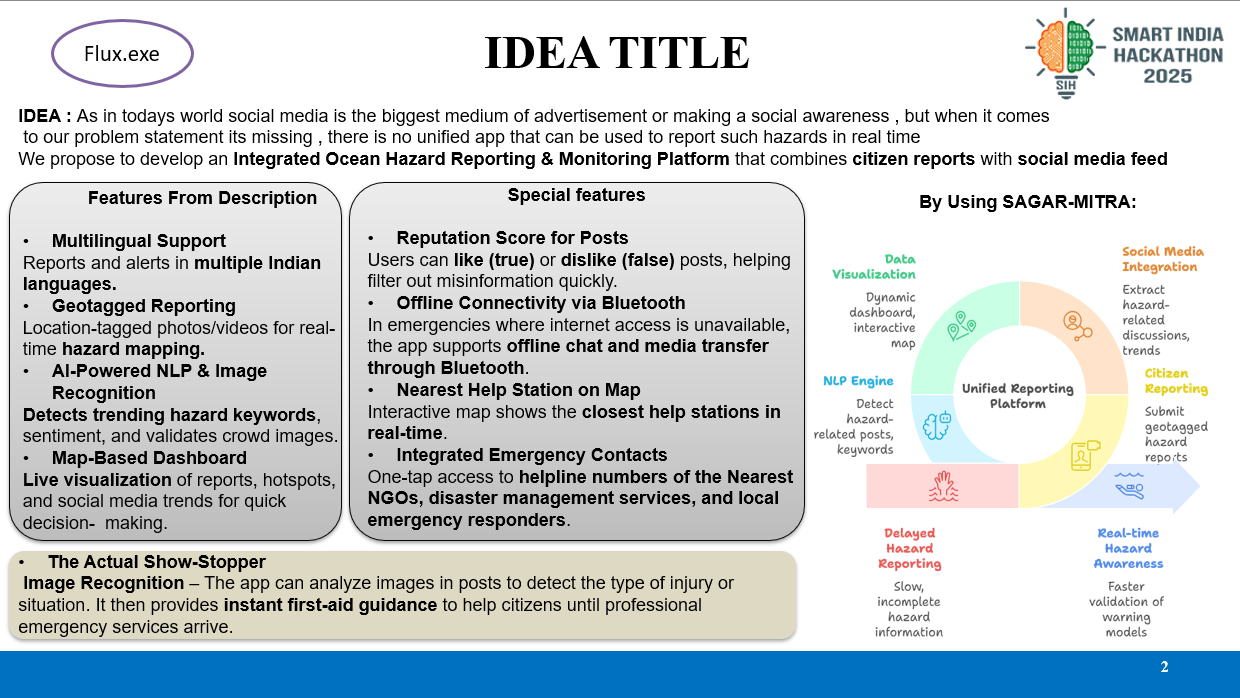 Flux.exe
IDEA TITLE
SMART INDIA
HACKATHON
2025
SIH
IDEA : As in todays world social media is the biggest medium of advertisement or making a social awareness , but when it comes
to our problem statement its missing , there is no unified app that can be used to report such hazards in real time
We propose to develop an Integrated Ocean Hazard Reporting & Monitoring Platform that combines citizen reports with social media feed
Features From Description
• Multilingual Support
Reports and alerts in multiple Indian
languages.
• Geotagged Reporting
Location-tagged photos/videos for real-
time hazard mapping.
• AI-Powered NLP & Image
Recognition
Detects trending hazard keywords,
sentiment, and validates crowd images.
• Map-Based Dashboard
Live visualization of reports, hotspots,
and social media trends for quick
decision- making.
Special features
• Reputation Score for Posts
Users can like (true) or dislike (false) posts, helping
filter out misinformation quickly.
• Offline Connectivity via Bluetooth
In emergencies where internet access is unavailable,
the app supports offline chat and media transfer
through Bluetooth.
• Nearest Help Station on Map
Interactive map shows the closest help stations in
real-time.
• Integrated Emergency Contacts
One-tap access to helpline numbers of the Nearest
NGOs, disaster management services, and local
emergency responders.
• The Actual Show-Stopper
Image Recognition – The app can analyze images in posts to detect the type of injury or
situation. It then provides instant first-aid guidance to help citizens until professional
emergency services arrive.
By Using SAGAR-MITRA:
Data
Visualization
Dynamic
dashboard,
interactive
map
Social Media
Integration
Extract
hazard-
related
discussions,
trends
NLP Engine
Detect
hazard-
related posts,
keywords
Unified Reporting
Platform
Citizen
Reporting
Submit
geotagged
hazard
reports
Delayed
Hazard
Reporting
Slow,
incomplete
hazard
information
Real-time
Hazard
Awareness
Faster
validation of
warning
models
2